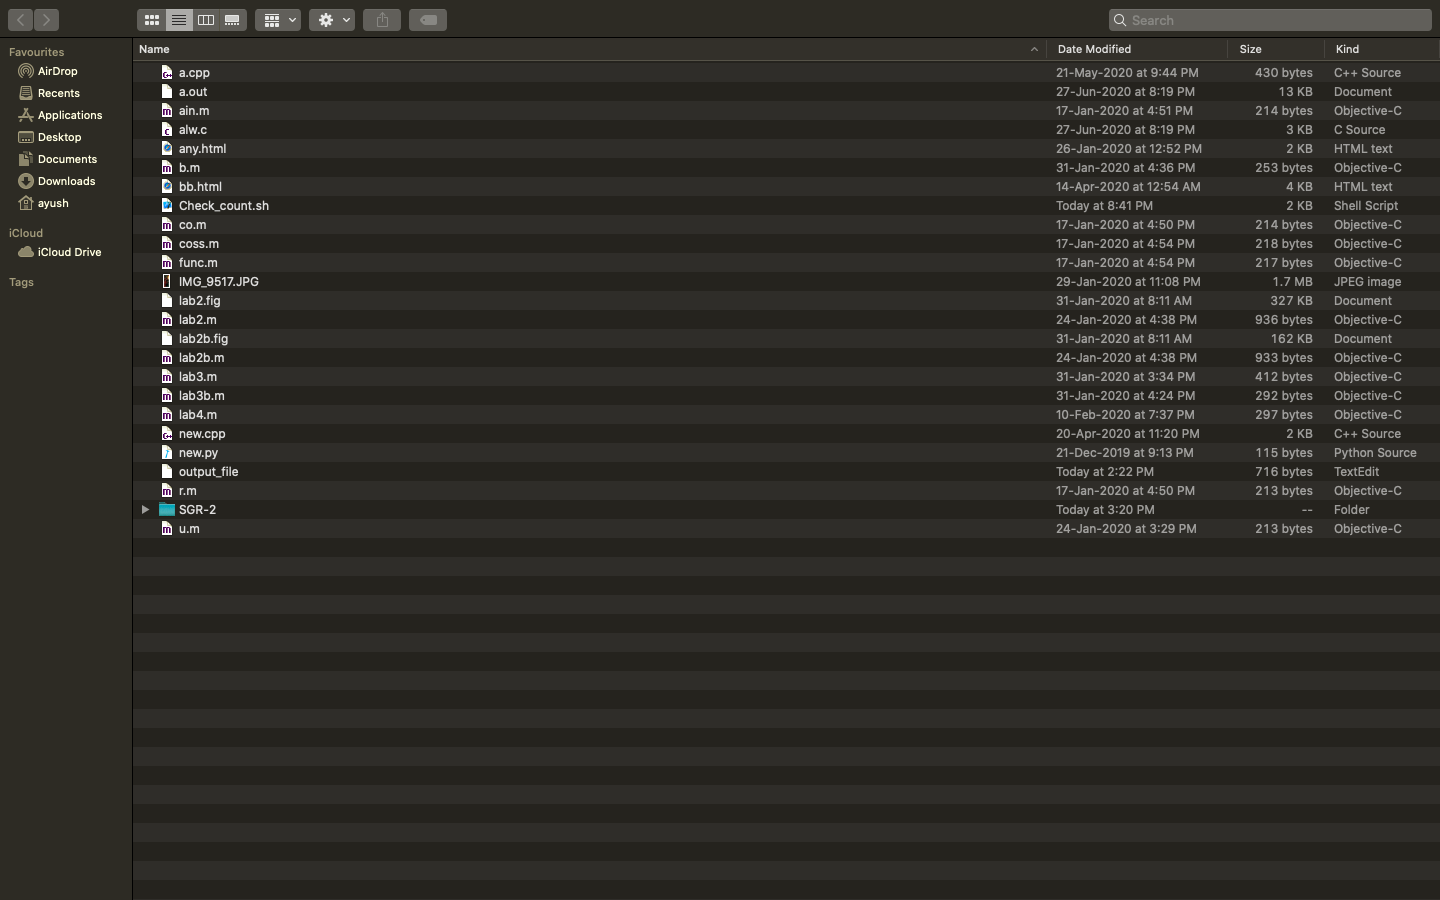 Search
Favourites
AirDrop
Recents
Applications
Desktop
Documents
Downloads
ayush
iCloud
iCloud Drive
Tags
Name Date Modified Size Kind
a.cpp 21-May-2020 at 9:44 PM 430 bytes C++ Source
a.out 27-Jun-2020 at 8:19 PM 13 KB Document
ain.m 17-Jan-2020 at 4:51 PM 214 bytes Objective-C
alw.c 27-Jun-2020 at 8:19 PM 3 KB C Source
any.html 26-Jan-2020 at 12:52 PM 2 KB HTML text
b.m 31-Jan-2020 at 4:36 PM 253 bytes Objective-C
bb.html 14-Apr-2020 at 12:54 AM 4 KB HTML text
Check_count.sh Today at 8:41 PM 2 KB Shell Script
co.m 17-Jan-2020 at 4:50 PM 214 bytes Objective-C
coss.m 17-Jan-2020 at 4:54 PM 218 bytes Objective-C
func.m 17-Jan-2020 at 4:54 PM 217 bytes Objective-C
IMG_9517.JPG 29-Jan-2020 at 11:08 PM 1.7 MB JPEG image
lab2.fig 31-Jan-2020 at 8:11 AM 327 KB Document
lab2.m 24-Jan-2020 at 4:38 PM 936 bytes Objective-C
lab2b.fig 31-Jan-2020 at 8:11 AM 162 KB Document
lab2b.m 24-Jan-2020 at 4:38 PM 933 bytes Objective-C
lab3.m 31-Jan-2020 at 3:34 PM 412 bytes Objective-C
lab3b.m 31-Jan-2020 at 4:24 PM 292 bytes Objective-C
lab4.m 10-Feb-2020 at 7:37 PM 297 bytes Objective-C
new.cpp 20-Apr-2020 at 11:20 PM 2 KB C++ Source
new.py 21-Dec-2019 at 9:13 PM 115 bytes Python Source
output_file Today at 2:22 PM 716 bytes TextEdit
r.m 17-Jan-2020 at 4:50 PM 213 bytes Objective-C
SGR-2 Today at 3:20 PM -- Folder
u.m 24-Jan-2020 at 3:29 PM 213 bytes Objective-C